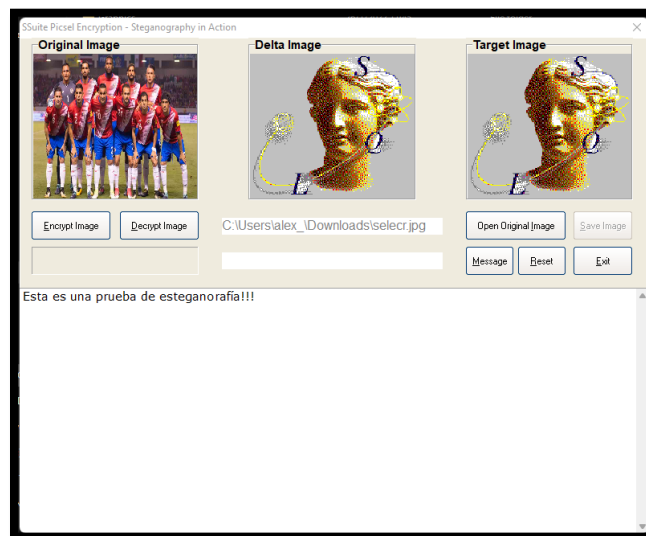 SSuite Picsel Encryption - Steganography in Action
Original Image
Delta Image
Target Image
S
Q
L
S
Q
L
Encrypt Image
Decrypt Image
C:\Users\alex_\Downloads\selecr.jpg
Open Original Image
Save Image
Message
Reset
Exit
Esta es una prueba de esteganorafía!!!